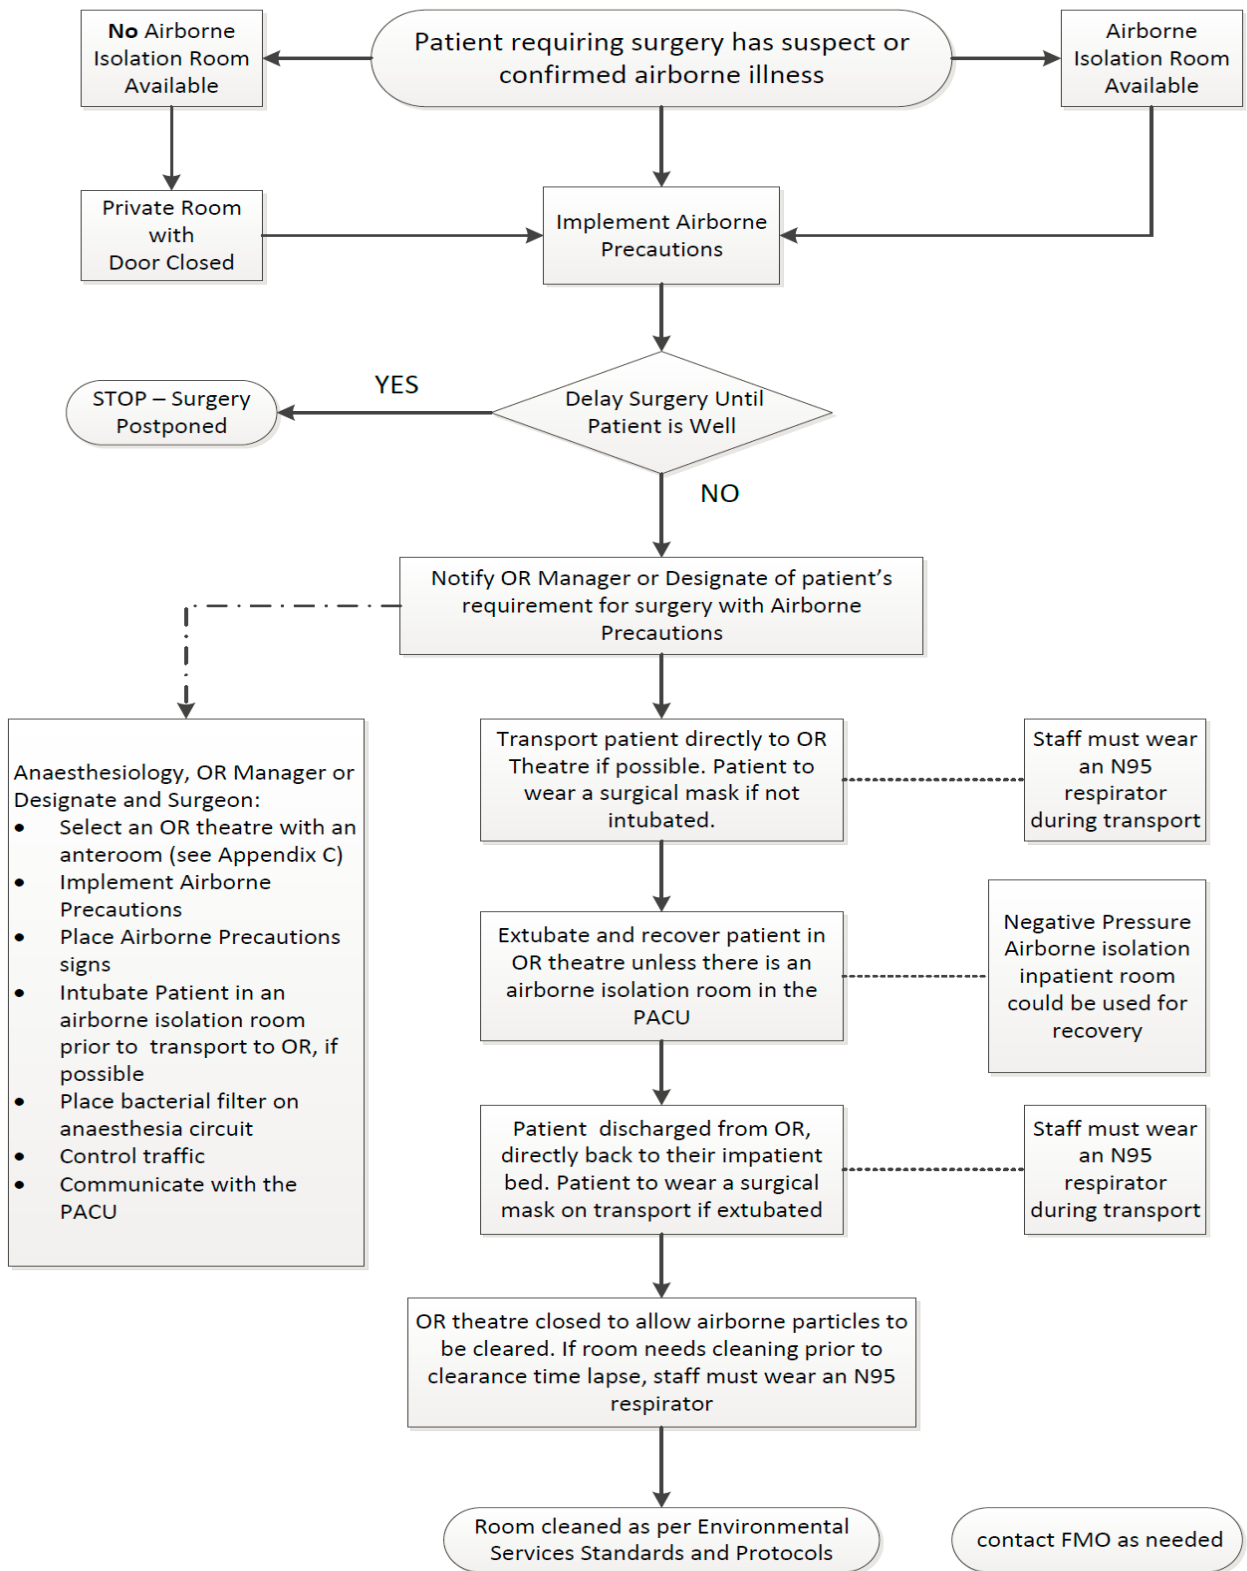 No Airborne
Isolation Room
Available
Patient requiring surgery has suspect or
confirmed airborne illness
Airborne
Isolation Room
Available
Private Room
with
Door Closed
Implement Airborne
Precautions
YES
STOP – Surgery
Postponed
Delay Surgery Until
Patient is Well
NO
Notify OR Manager or Designate of patient’s
requirement for surgery with Airborne
Precautions
Anaesthesiology, OR Manager or
Designate and Surgeon:
• Select an OR theatre with an
anteroom (see Appendix C)
• Implement Airborne
Precautions
• Place Airborne Precautions
signs
• Intubate Patient in an
airborne isolation room
prior to transport to OR, if
possible
• Place bacterial filter on
anaesthesia circuit
• Control traffic
• Communicate with the
PACU
Transport patient directly to OR
Theatre if possible. Patient to
wear a surgical mask if not
intubated.
Staff must wear
an N95
respirator
during transport
Extubate and recover patient in
OR theatre unless there is an
airborne isolation room in the
PACU
Negative Pressure
Airborne isolation
inpatient room
could be used for
recovery
Patient discharged from OR,
directly back to their impatient
bed. Patient to wear a surgical
mask on transport if extubated
Staff must wear
an N95
respirator
during transport
OR theatre closed to allow airborne particles to
be cleared. If room needs cleaning prior to
clearance time lapse, staff must wear an N95
respirator
Room cleaned as per Environmental
Services Standards and Protocols
contact FMO as needed